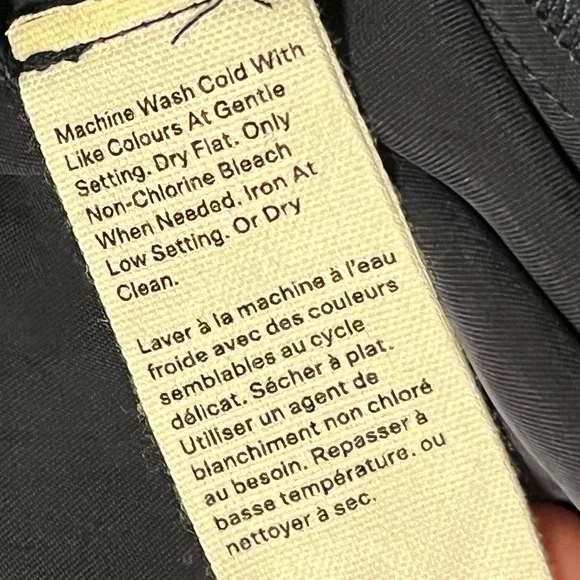 Machine Wash Cold With
Like Colours At Gentle
Setting. Dry Flat. Only
Non-Chlorine Bleach
When Needed. Iron At
Low Setting. Or Dry
Clean.
Laver à la machine à l'eau
froide avec des couleurs
semblables au cycle
délicat. Sécher à plat.
Utiliser un agent de
blanchiment non chloré
au besoin. Repasser à
basse température. ou
nettoyer à sec.